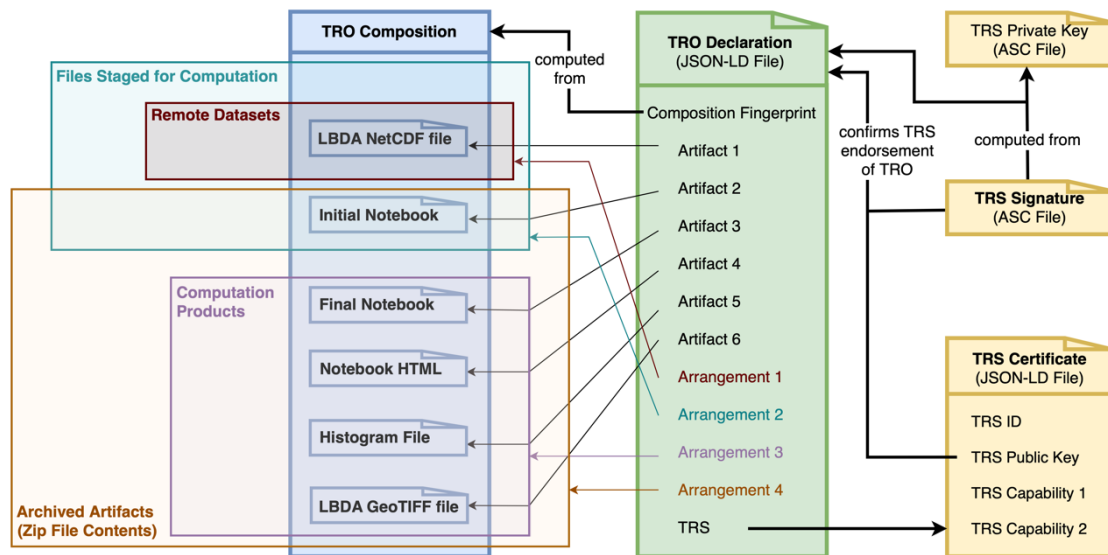 TRO Composition
Files Staged for Computation
Remote Datasets
LBDA NetCDF file
Initial Notebook
Computation
Products
Final Notebook
Notebook HTML
Histogram File
LBDA GeoTIFF file
Archived Artifacts
(Zip File Contents)
computed
from
TRO Declaration
(JSON-LD File)
Composition Fingerprint
Artifact 1
Artifact 2
Artifact 3
Artifact 4
Artifact 5
Artifact 6
Arrangement 1
Arrangement 2
Arrangement 3
Arrangement 4
TRS
confirms TRS
endorsement
of TRO
TRS Private Key
(ASC File)
computed from
TRS Signature
(ASC File)
TRS Certificate
(JSON-LD File)
TRS ID
TRS Public Key
TRS Capability 1
TRS Capability 2